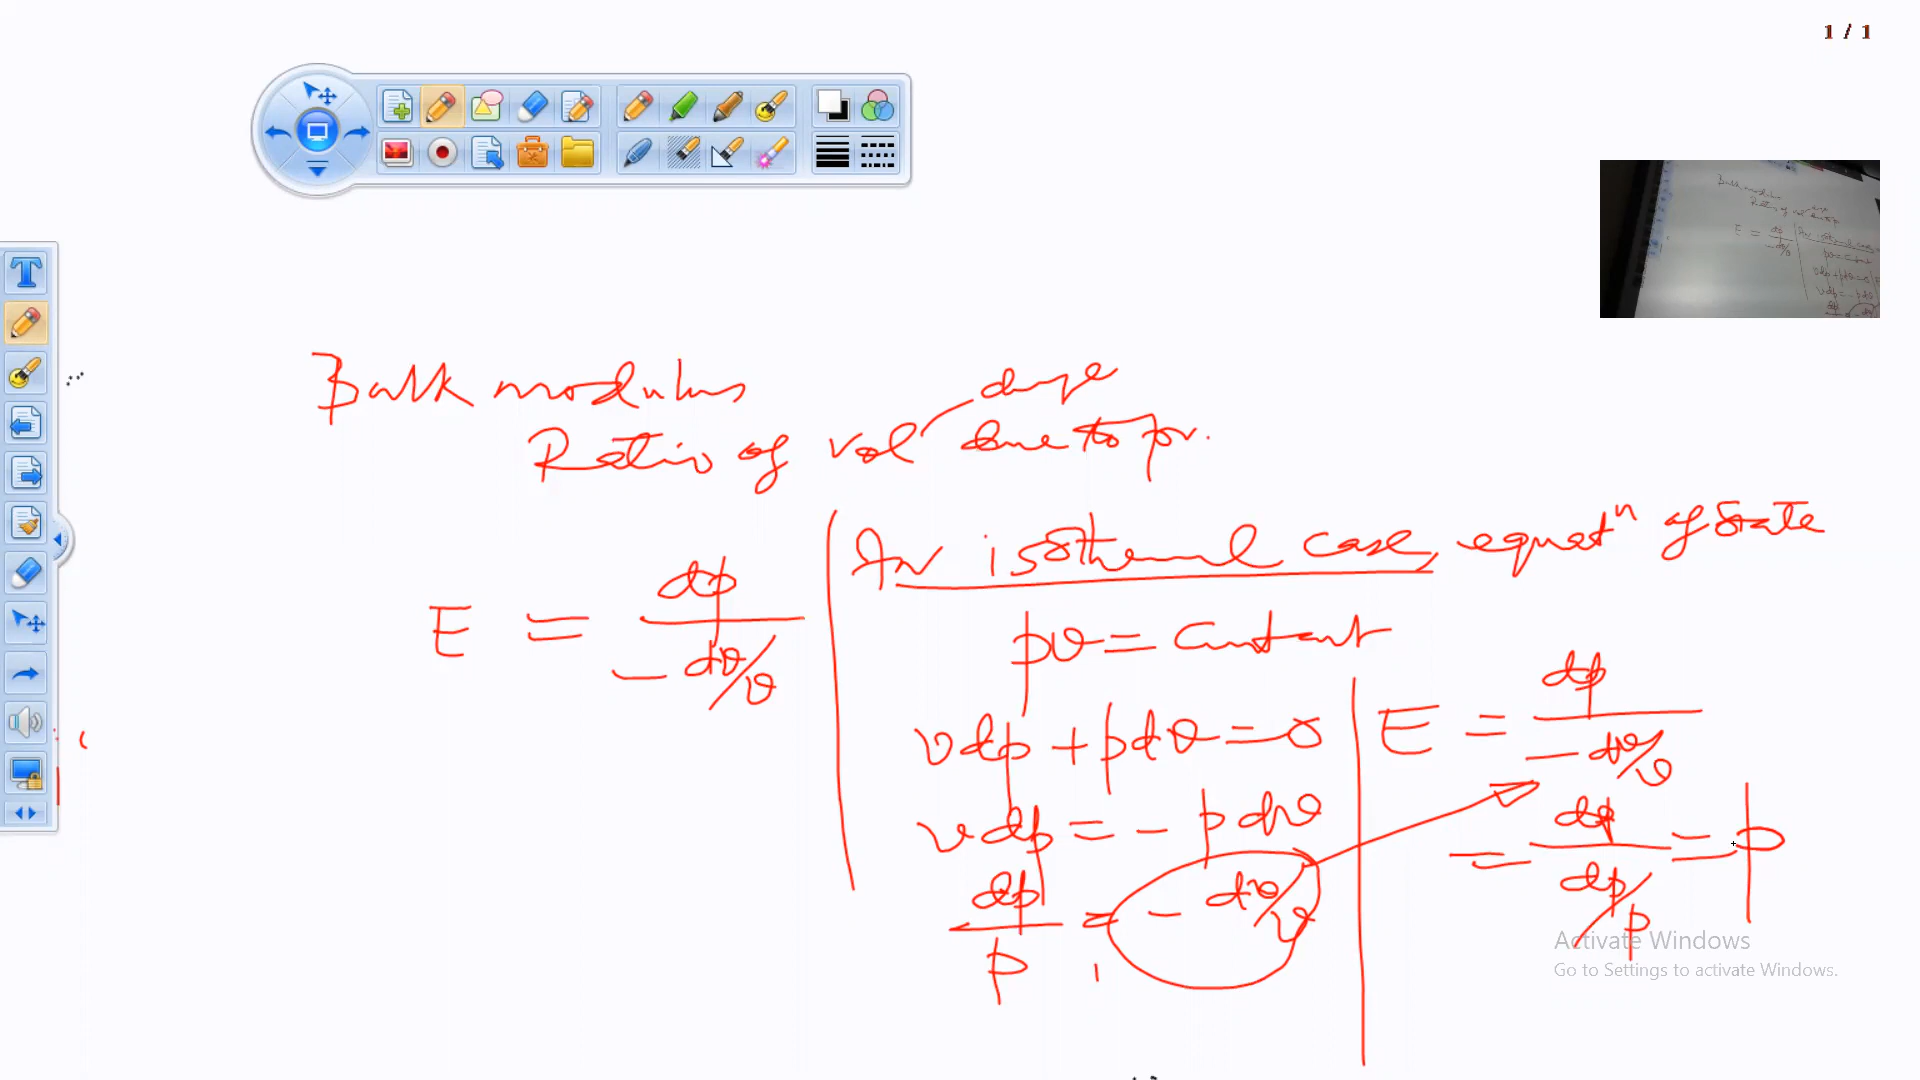 1 / 1
Bulk modulus
change
Ratio of vol due to pr.
E = dp / - dv/v
For isothermal case, equatⁿ of state
pv = constant
vdp + pdv = 0
vdp = - pdv
dp / p = - dv/v
E = dp / - dv/v
= dp / dp/p = p
Activate Windows
Go to Settings to activate Windows.